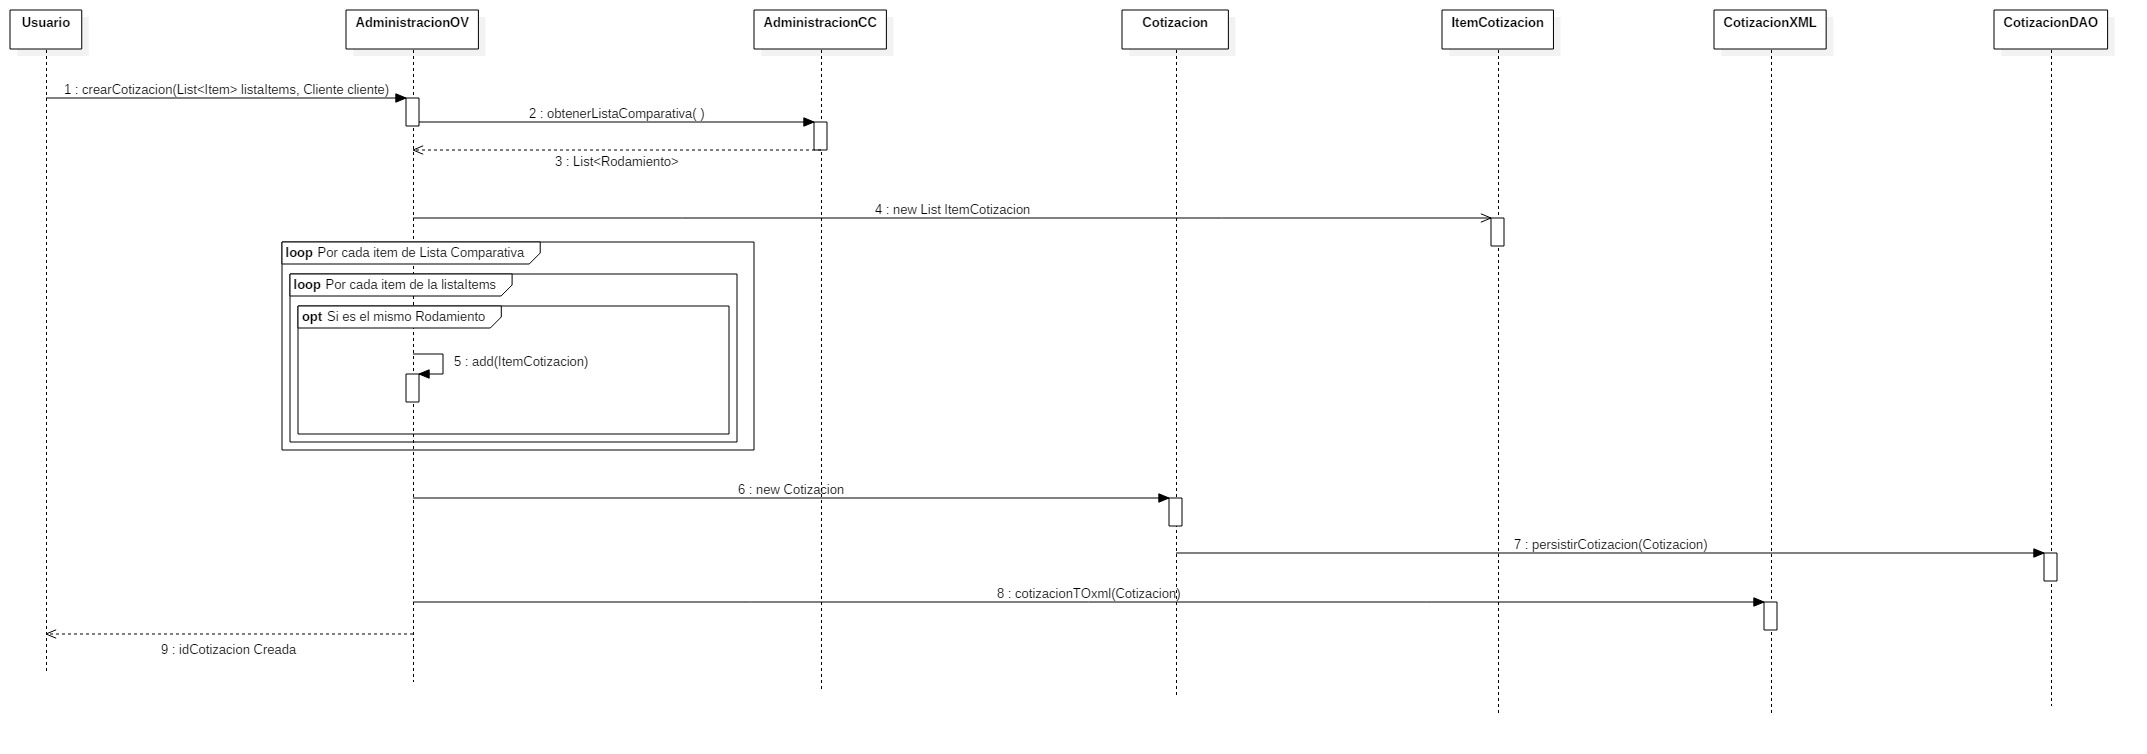 Usuario
AdministracionOV
AdministracionCC
Cotizacion
ItemCotizacion
CotizacionXML
CotizacionDAO
1 : crearCotizacion(List<Item> listaItems, Cliente cliente)
2 : obtenerListaComparativa( )
3 : List<Rodamiento>
4 : new List ItemCotizacion
loop Por cada item de Lista Comparativa
loop Por cada item de la listaItems
opt Si es el mismo Rodamiento
5 : add(ItemCotizacion)
6 : new Cotizacion
7 : persistirCotizacion(Cotizacion)
8 : cotizacionTOxml(Cotizacion)
9 : idCotizacion Creada